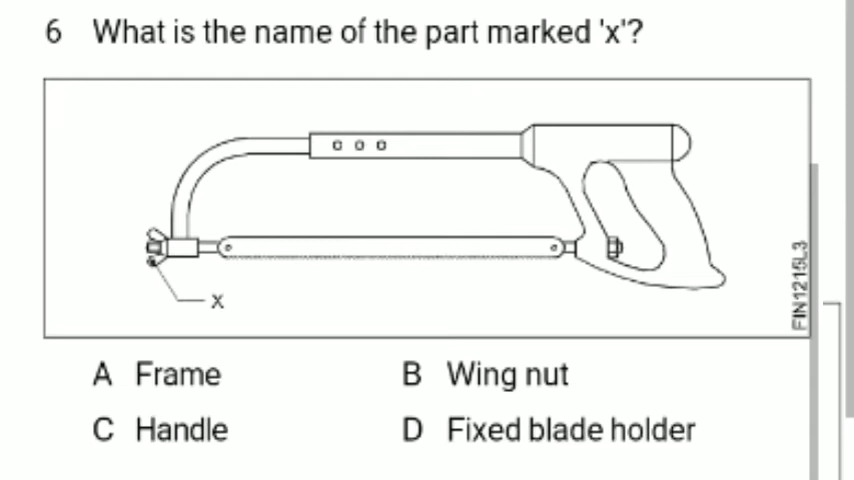 6 What is the name of the part marked 'x'?
X
FIN1215L3
A Frame
B Wing nut
C Handle
D Fixed blade holder